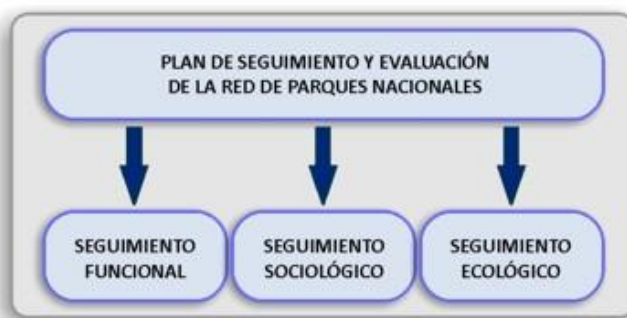 PLAN DE SEGUIMIENTO Y EVALUACIÓN
DE LA RED DE PARQUES NACIONALES
SEGUIMIENTO
FUNCIONAL
SEGUIMIENTO
SOCIOLÓGICO
SEGUIMIENTO
ECOLÓGICO